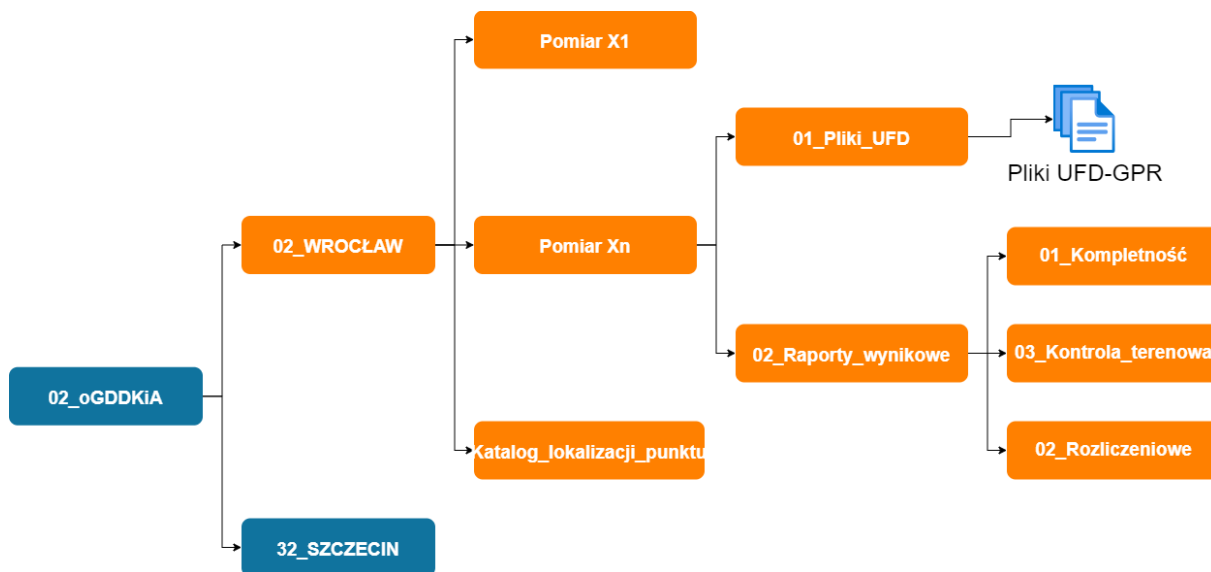 Pomiar X1
01_Pliki_UFD
Pliki UFD-GPR
02_WROCŁAW
Pomiar Xn
01_Kompletność
02_Raporty_wynikowe
03_Kontrola_terenowa
02_oGDDKiA
Katalog_lokalizacji_punktu
02_Rozliczeniowe
32_SZCZECIN